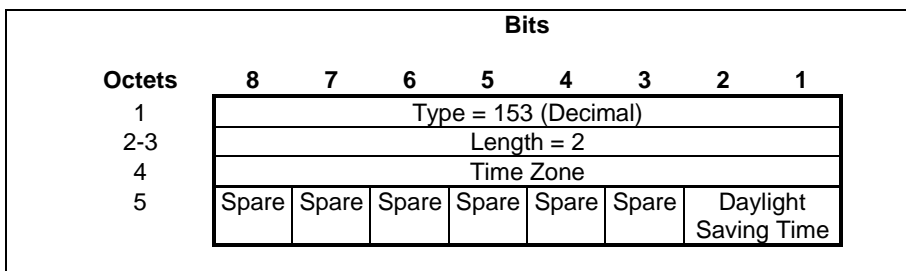 Bits
Octets 8 7 6 5 4 3 2 1
1 Type = 153 (Decimal)
2-3 Length = 2
4 Time Zone
5 Spare Spare Spare Spare Spare Spare Daylight
Saving Time